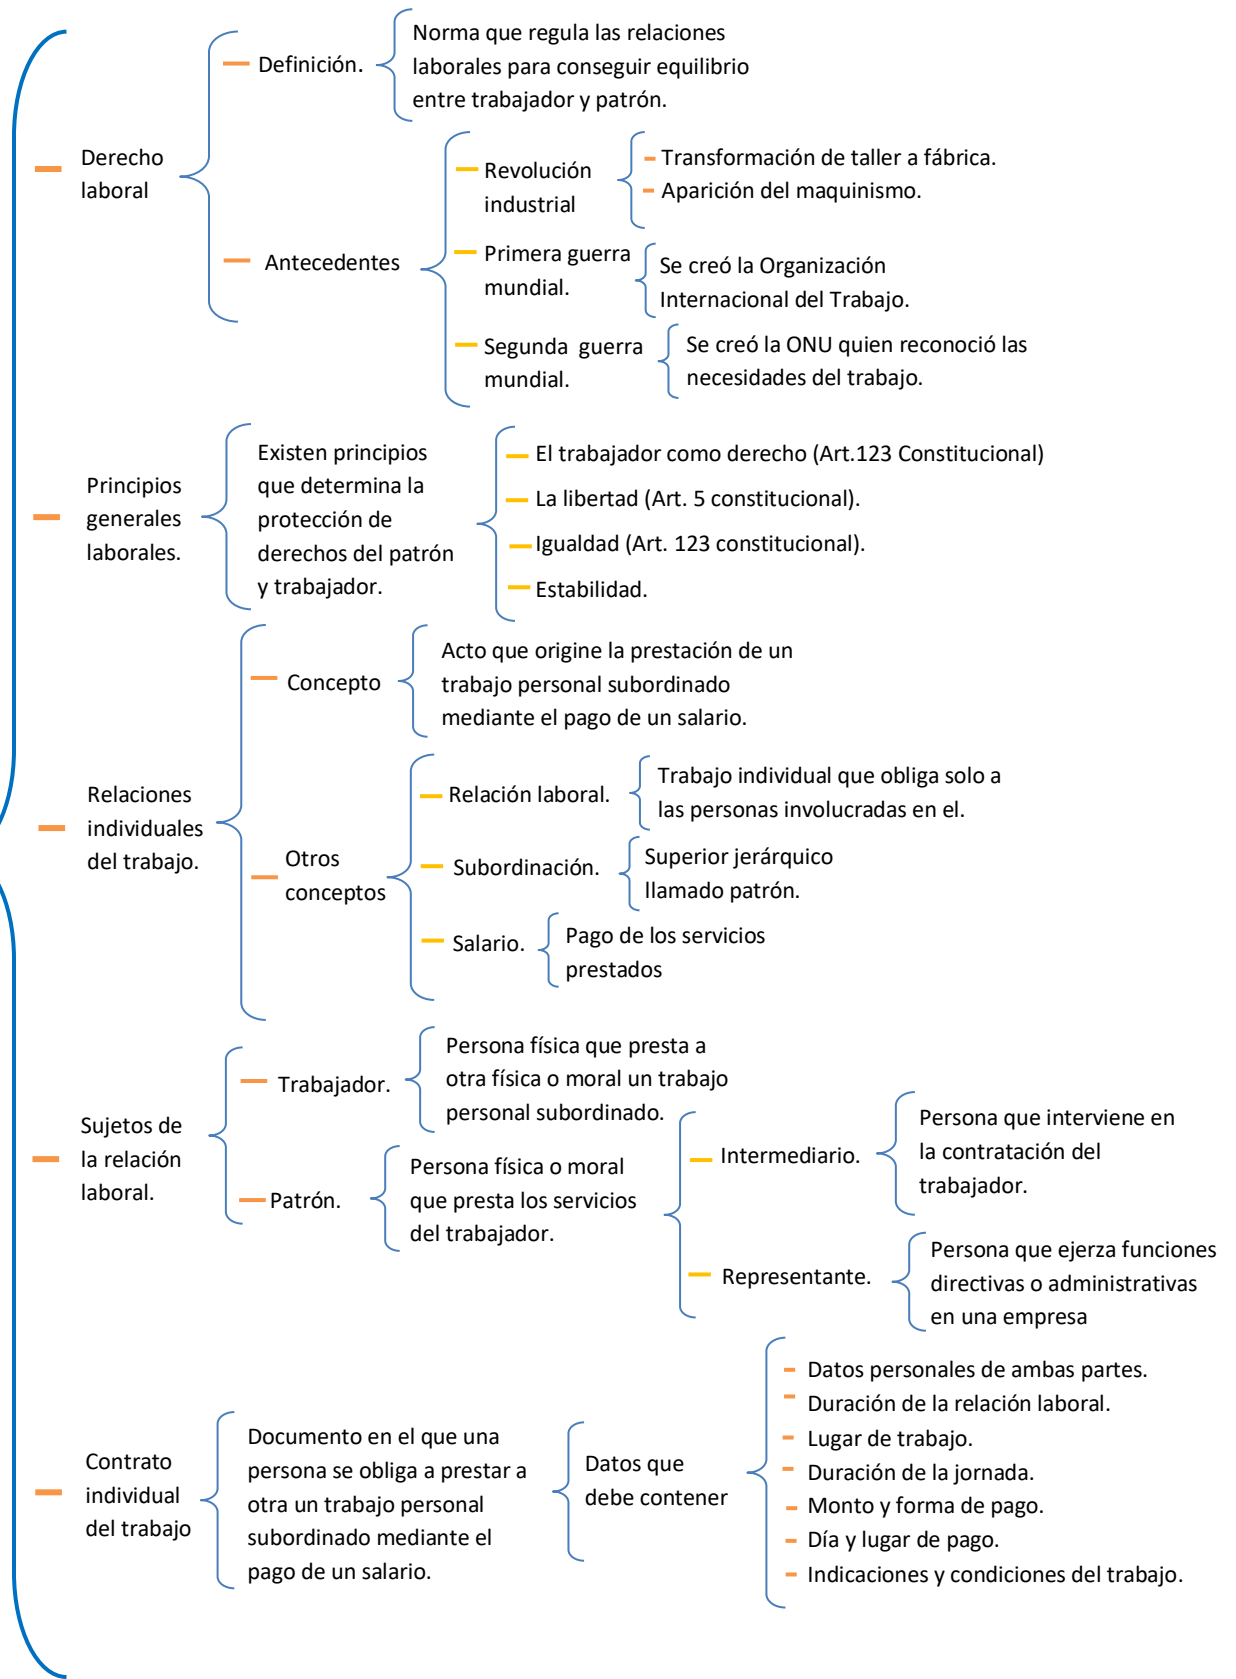 Derecho
laboral
Definición.
Norma que regula las relaciones
laborales para conseguir equilibrio
entre trabajador y patrón.
Antecedentes
Revolución
industrial
Transformación de taller a fábrica.
Aparición del maquinismo.
Primera guerra
mundial.
Se creó la Organización
Internacional del Trabajo.
Segunda guerra
mundial.
Se creó la ONU quien reconoció las
necesidades del trabajo.
Principios
generales
laborales.
Existen principios
que determina la
protección de
derechos del patrón
y trabajador.
El trabajador como derecho (Art.123 Constitucional)
La libertad (Art. 5 constitucional).
Igualdad (Art. 123 constitucional).
Estabilidad.
Relaciones
individuales
del trabajo.
Concepto
Acto que origine la prestación de un
trabajo personal subordinado
mediante el pago de un salario.
Otros
conceptos
Relación laboral.
Trabajo individual que obliga solo a
las personas involucradas en el.
Subordinación.
Superior jerárquico
llamado patrón.
Salario.
Pago de los servicios
prestados
Sujetos de
la relación
laboral.
Trabajador.
Persona física que presta a
otra física o moral un trabajo
personal subordinado.
Patrón.
Persona física o moral
que presta los servicios
del trabajador.
Intermediario.
Persona que interviene en
la contratación del
trabajador.
Representante.
Persona que ejerza funciones
directivas o administrativas
en una empresa
Contrato
individual
del trabajo
Documento en el que una
persona se obliga a prestar a
otra un trabajo personal
subordinado mediante el
pago de un salario.
Datos que
debe contener
Datos personales de ambas partes.
Duración de la relación laboral.
Lugar de trabajo.
Duración de la jornada.
Monto y forma de pago.
Día y lugar de pago.
Indicaciones y condiciones del trabajo.